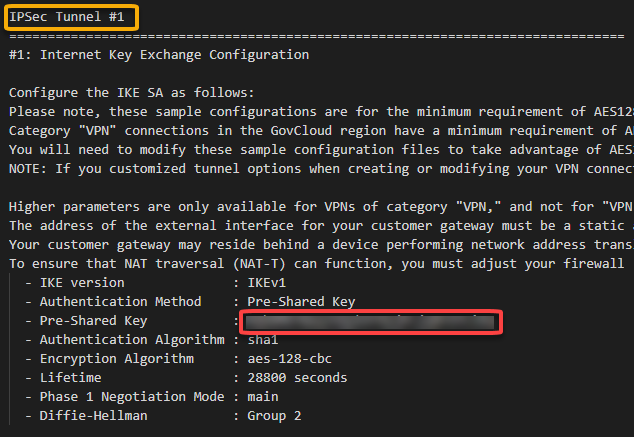 IPSec Tunnel #1
================================================================================
#1: Internet Key Exchange Configuration
Configure the IKE SA as follows:
Please note, these sample configurations are for the minimum requirement of AES128
Category "VPN" connections in the GovCloud region have a minimum requirement of
You will need to modify these sample configuration files to take advantage of AES
NOTE: If you customized tunnel options when creating or modifying your VPN connect
Higher parameters are only available for VPNs of category "VPN," and not for "VPN
The address of the external interface for your customer gateway must be a static
Your customer gateway may reside behind a device performing network address trans
To ensure that NAT traversal (NAT-T) can function, you must adjust your firewall
- IKE version : IKEv1
- Authentication Method : Pre-Shared Key
- Pre-Shared Key :
- Authentication Algorithm : sha1
- Encryption Algorithm : aes-128-cbc
- Lifetime : 28800 seconds
- Phase 1 Negotiation Mode : main
- Diffie-Hellman : Group 2